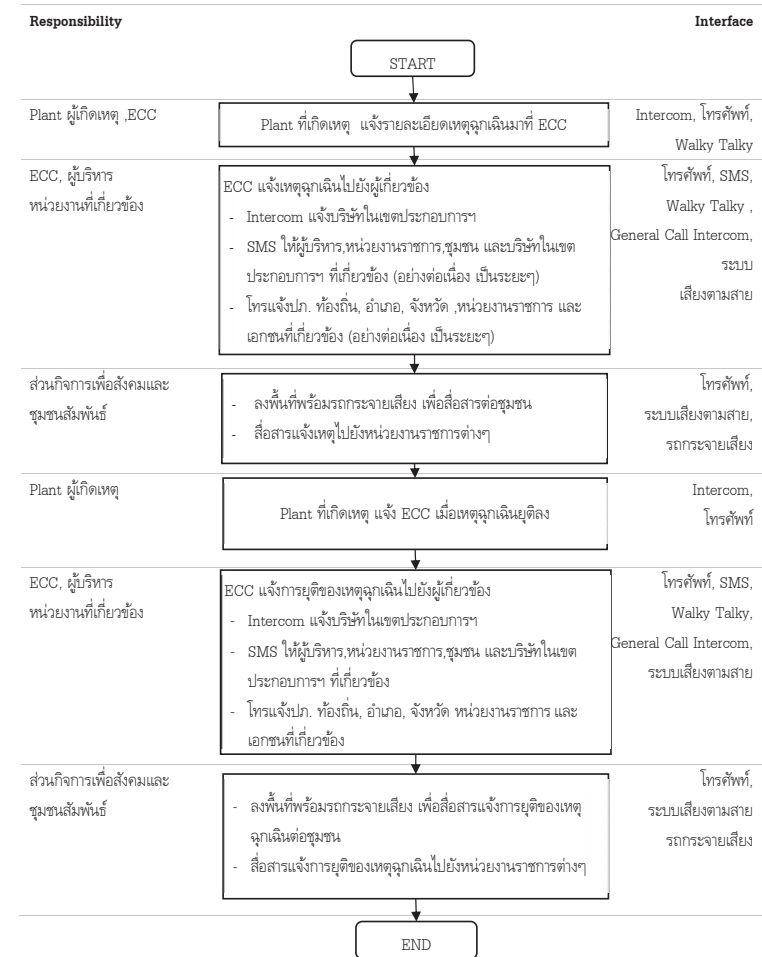 Responsibility
Interface
START
Plant ผู้เกิดเหตุ ,ECC
Plant ที่เกิดเหตุ แจ้งรายละเอียดเหตุฉุกเฉินมาที่ ECC
Intercom, โทรศัพท์,
Walky Talky
ECC, ผู้บริหาร
หน่วยงานที่เกี่ยวข้อง
ECC แจ้งเหตุฉุกเฉินไปยังผู้เกี่ยวข้อง
- Intercom แจ้งบริษัทในเขตประกอบการฯ
- SMS ให้ผู้บริหาร,หน่วยงานราชการ,ชุมชน และบริษัทในเขต
ประกอบการฯ ที่เกี่ยวข้อง (อย่างต่อเนื่อง เป็นระยะๆ)
- โทรแจ้งปภ. ท้องถิ่น, อำเภอ, จังหวัด ,หน่วยงานราชการ และ
เอกชนที่เกี่ยวข้อง (อย่างต่อเนื่อง เป็นระยะๆ)
โทรศัพท์, SMS,
Walky Talky ,
General Call Intercom,
ระบบ
เสียงตามสาย
ส่วนกิจการเพื่อสังคมและ
ชุมชนสัมพันธ์
- ลงพื้นที่พร้อมรถกระจายเสียง เพื่อสื่อสารต่อชุมชน
- สื่อสารแจ้งเหตุไปยังหน่วยงานราชการต่างๆ
โทรศัพท์,
ระบบเสียงตามสาย,
รถกระจายเสียง
Plant ผู้เกิดเหตุ
Plant ที่เกิดเหตุ แจ้ง ECC เมื่อเหตุฉุกเฉินยุติลง
Intercom,
โทรศัพท์
ECC, ผู้บริหาร
หน่วยงานที่เกี่ยวข้อง
ECC แจ้งการยุติของเหตุฉุกเฉินไปยังผู้เกี่ยวข้อง
- Intercom แจ้งบริษัทในเขตประกอบการฯ
- SMS ให้ผู้บริหาร,หน่วยงานราชการ,ชุมชน และบริษัทในเขต
ประกอบการฯ ที่เกี่ยวข้อง
- โทรแจ้งปภ. ท้องถิ่น, อำเภอ, จังหวัด หน่วยงานราชการ และ
เอกชนที่เกี่ยวข้อง
โทรศัพท์, SMS,
Walky Talky,
General Call Intercom,
ระบบเสียงตามสาย
ส่วนกิจการเพื่อสังคมและ
ชุมชนสัมพันธ์
- ลงพื้นที่พร้อมรถกระจายเสียง เพื่อสื่อสารแจ้งการยุติของเหตุ
ฉุกเฉินต่อชุมชน
- สื่อสารแจ้งการยุติของเหตุฉุกเฉินไปยังหน่วยงานราชการต่างๆ
โทรศัพท์,
ระบบเสียงตามสาย
รถกระจายเสียง
END